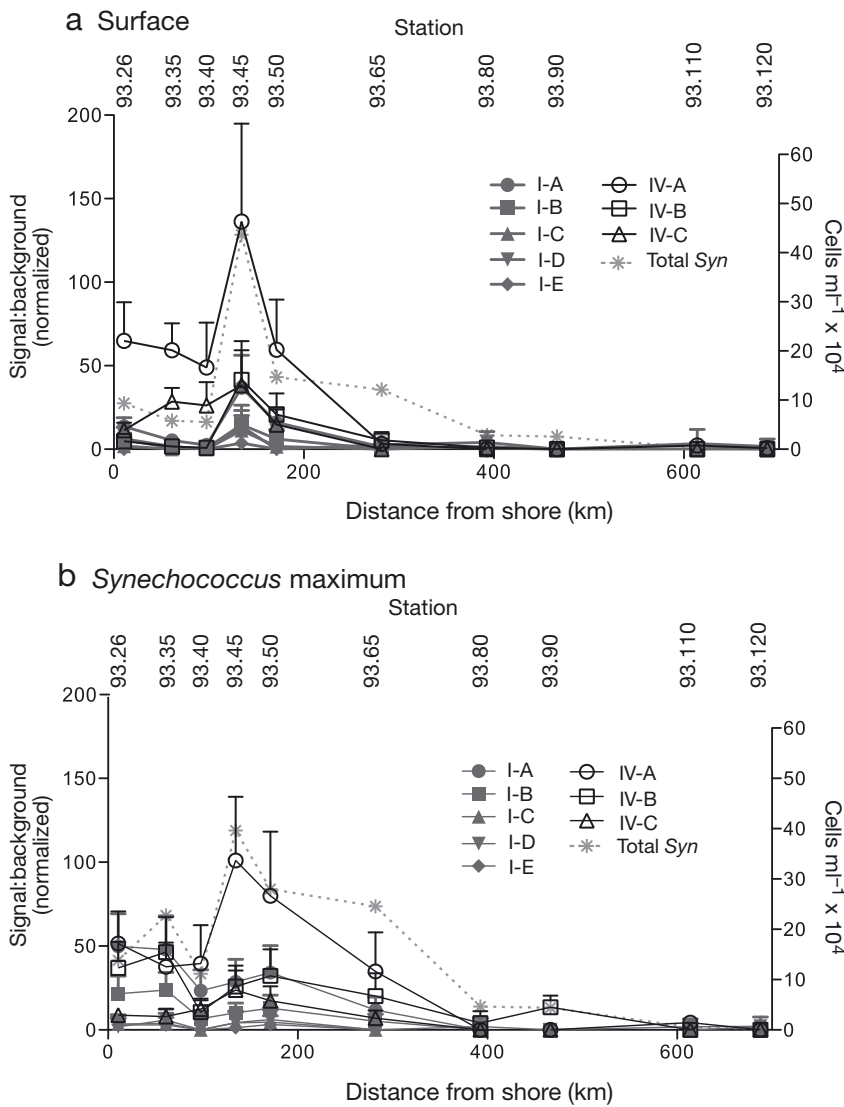 a Surface
Station
93.26 93.35 93.40 93.45 93.50 93.65 93.80 93.90 93.110 93.120
200
150
100
50
0
Signal:background
(normalized)
60
50
40
30
20
10
0
Cells ml⁻¹ x 10⁴
I-A
I-B
I-C
I-D
I-E
IV-A
IV-B
IV-C
Total Syn
0 200 400 600
Distance from shore (km)
b Synechococcus maximum
Station
93.26 93.35 93.40 93.45 93.50 93.65 93.80 93.90 93.110 93.120
200
150
100
50
0
Signal:background
(normalized)
60
50
40
30
20
10
0
Cells ml⁻¹ x 10⁴
I-A
I-B
I-C
I-D
I-E
IV-A
IV-B
IV-C
Total Syn
0 200 400 600
Distance from shore (km)